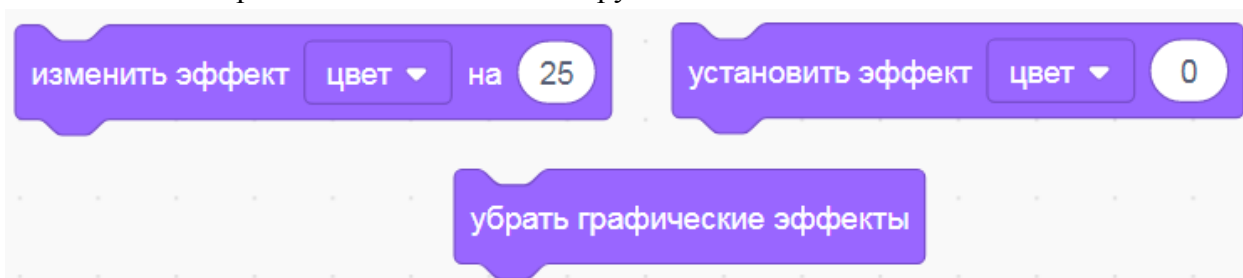 изменить эффект цвет на 25
установить эффект цвет 0
убрать графические эффекты